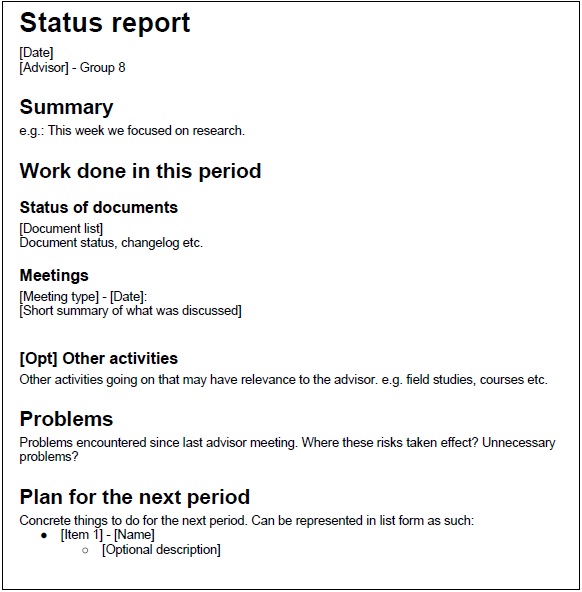 Status report
[Date]
[Advisor] - Group 8
Summary
e.g.: This week we focused on research.
Work done in this period
Status of documents
[Document list]
Document status, changelog etc.
Meetings
[Meeting type] - [Date]:
[Short summary of what was discussed]
[Opt] Other activities
Other activities going on that may have relevance to the advisor. e.g. field studies, courses etc.
Problems
Problems encountered since last advisor meeting. Where these risks taken effect? Unnecessary
problems?
Plan for the next period
Concrete things to do for the next period. Can be represented in list form as such:
● [Item 1] - [Name]
○ [Optional description]